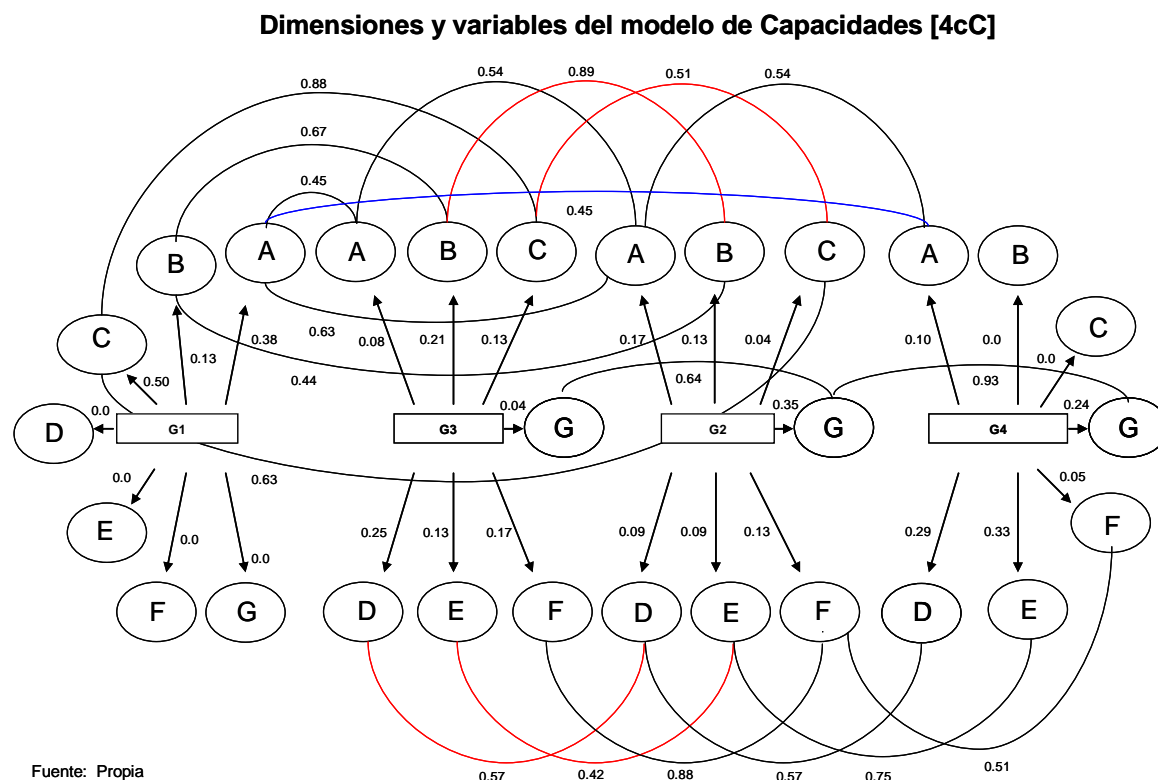 Dimensiones y variables del modelo de Capacidades [4cC]
0.54 0.89 0.51 0.54
0.88
0.67
0.45
0.45
B A A B C A B C A B
C C
0.63 0.08 0.21 0.13 0.17 0.13 0.04 0.10 0.0
0.13 0.38 0.0
0.50 0.44 0.64 0.93
0.0 0.04 0.35 0.24
D G1 G3 G G2 G G4 G
0.0 0.63 0.05
E F
0.0 0.25 0.13 0.17 0.09 0.09 0.13 0.29 0.33
0.0
F G D E F D E F D E
Fuente: Propia
0.57 0.42 0.88 0.57 0.75 0.51